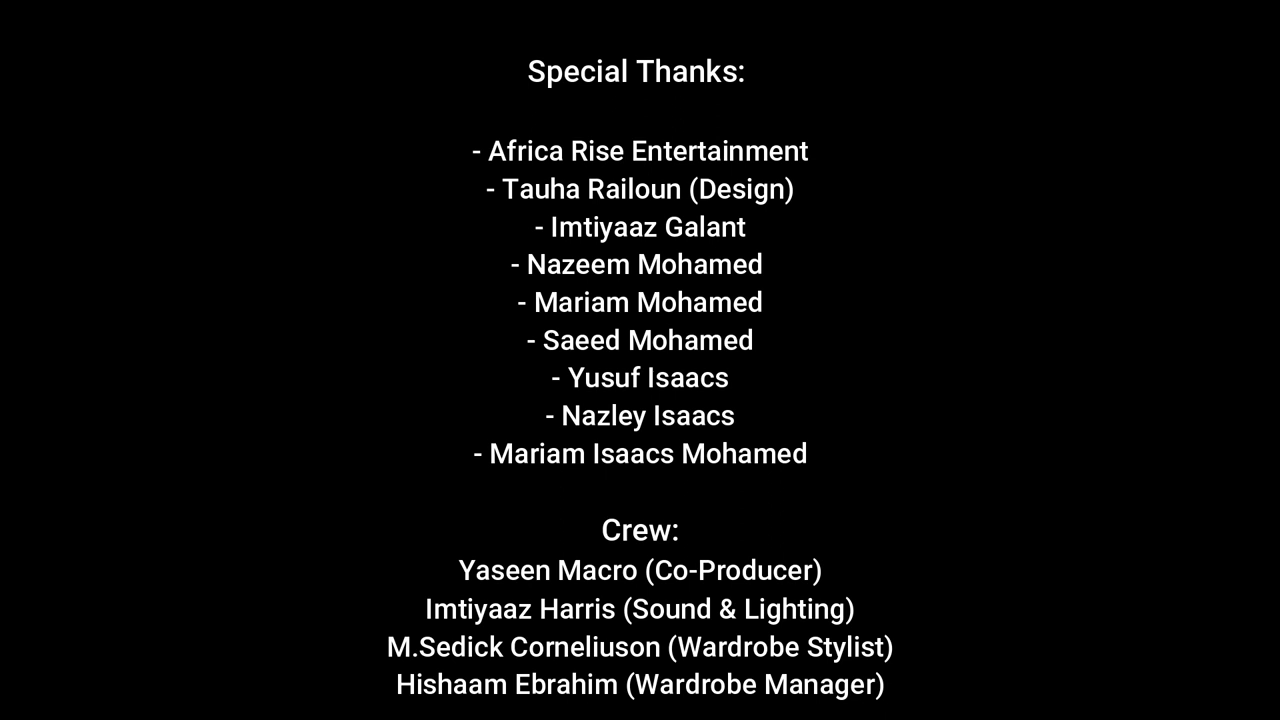 Special Thanks:
- Africa Rise Entertainment
- Tauha Railoun (Design)
- Imtiyaaz Galant
- Nazeem Mohamed
- Mariam Mohamed
- Saeed Mohamed
- Yusuf Isaacs
- Nazley Isaacs
- Mariam Isaacs Mohamed
Crew:
Yaseen Macro (Co-Producer)
Imtiyaaz Harris (Sound & Lighting)
M.Sedick Corneliuson (Wardrobe Stylist)
Hishaam Ebrahim (Wardrobe Manager)